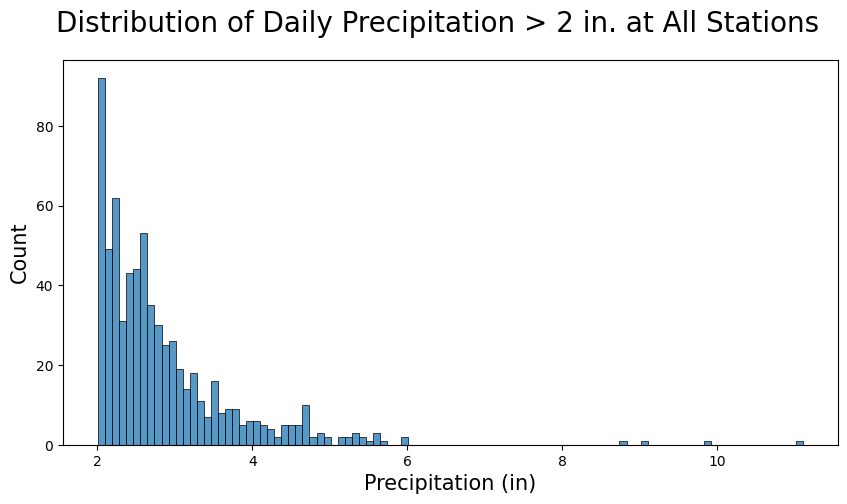 Distribution of Daily Precipitation > 2 in. at All Stations
Count
80
60
40
20
0
2 4 6 8 10
Precipitation (in)